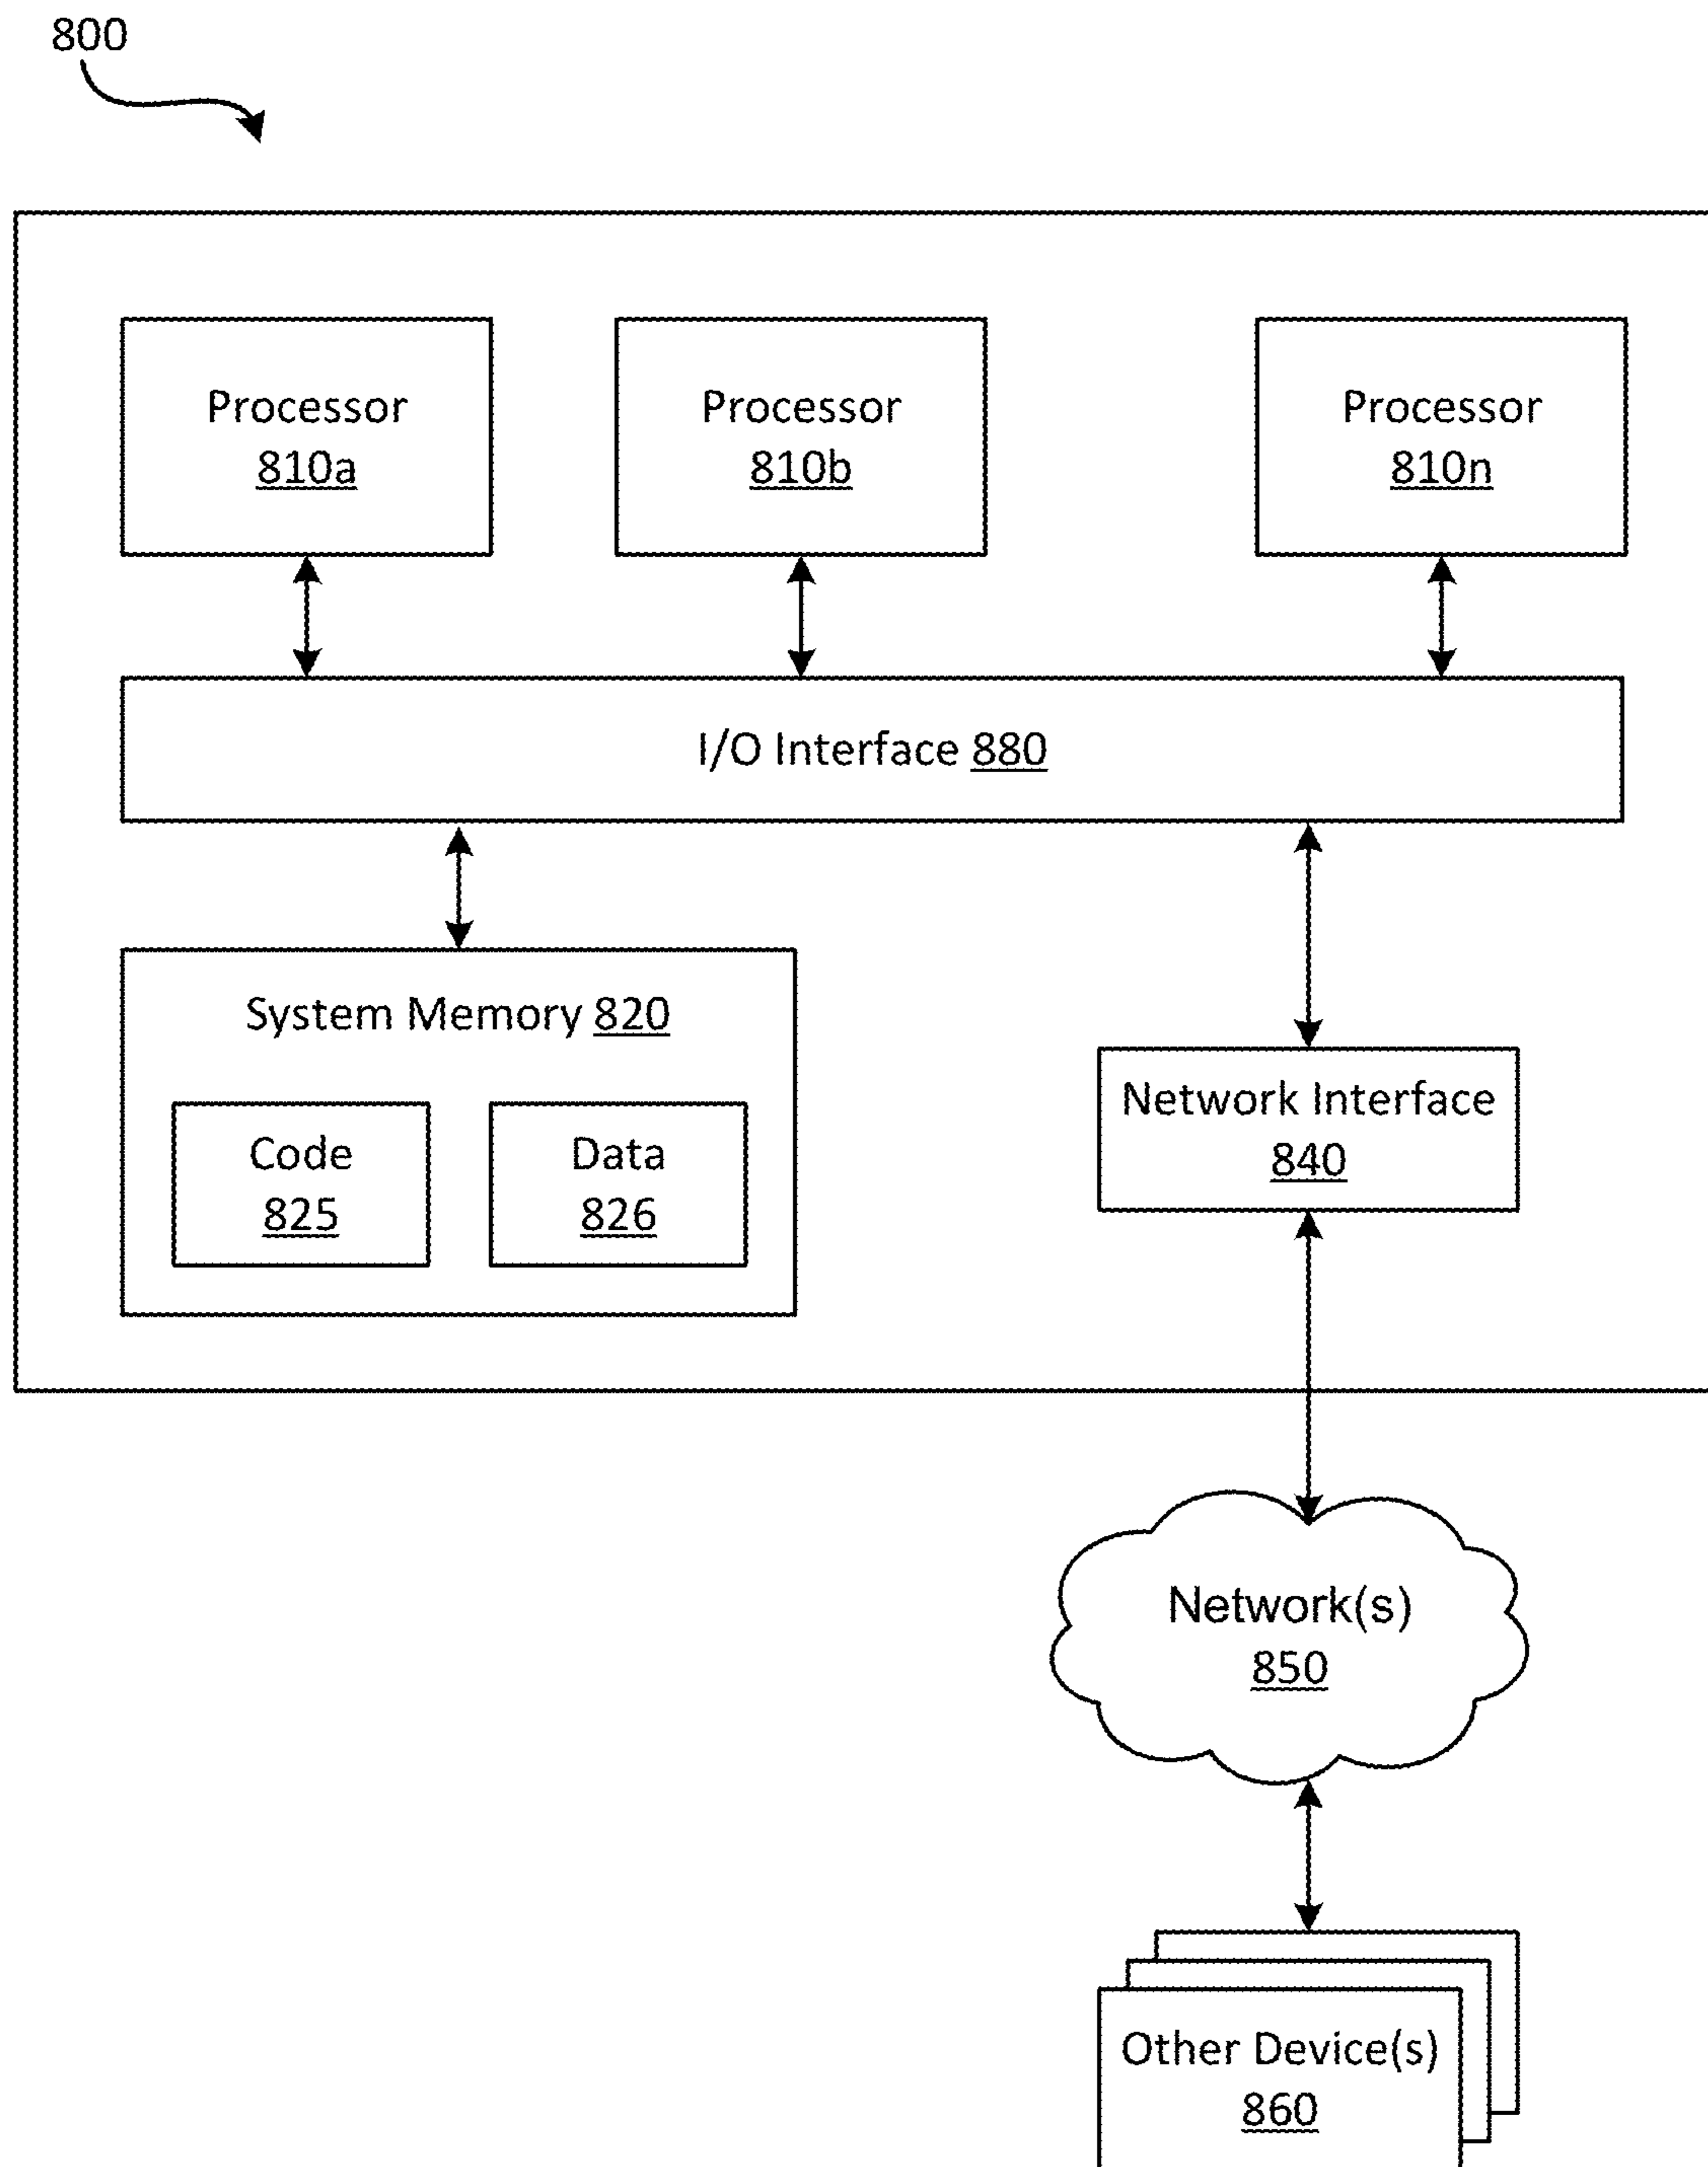 800
Processor
810a
Processor
810b
Processor
810n
I/O Interface 880
System Memory 820
Code
825
Data
826
Network Interface
840
Network(s)
850
Other Device(s)
860